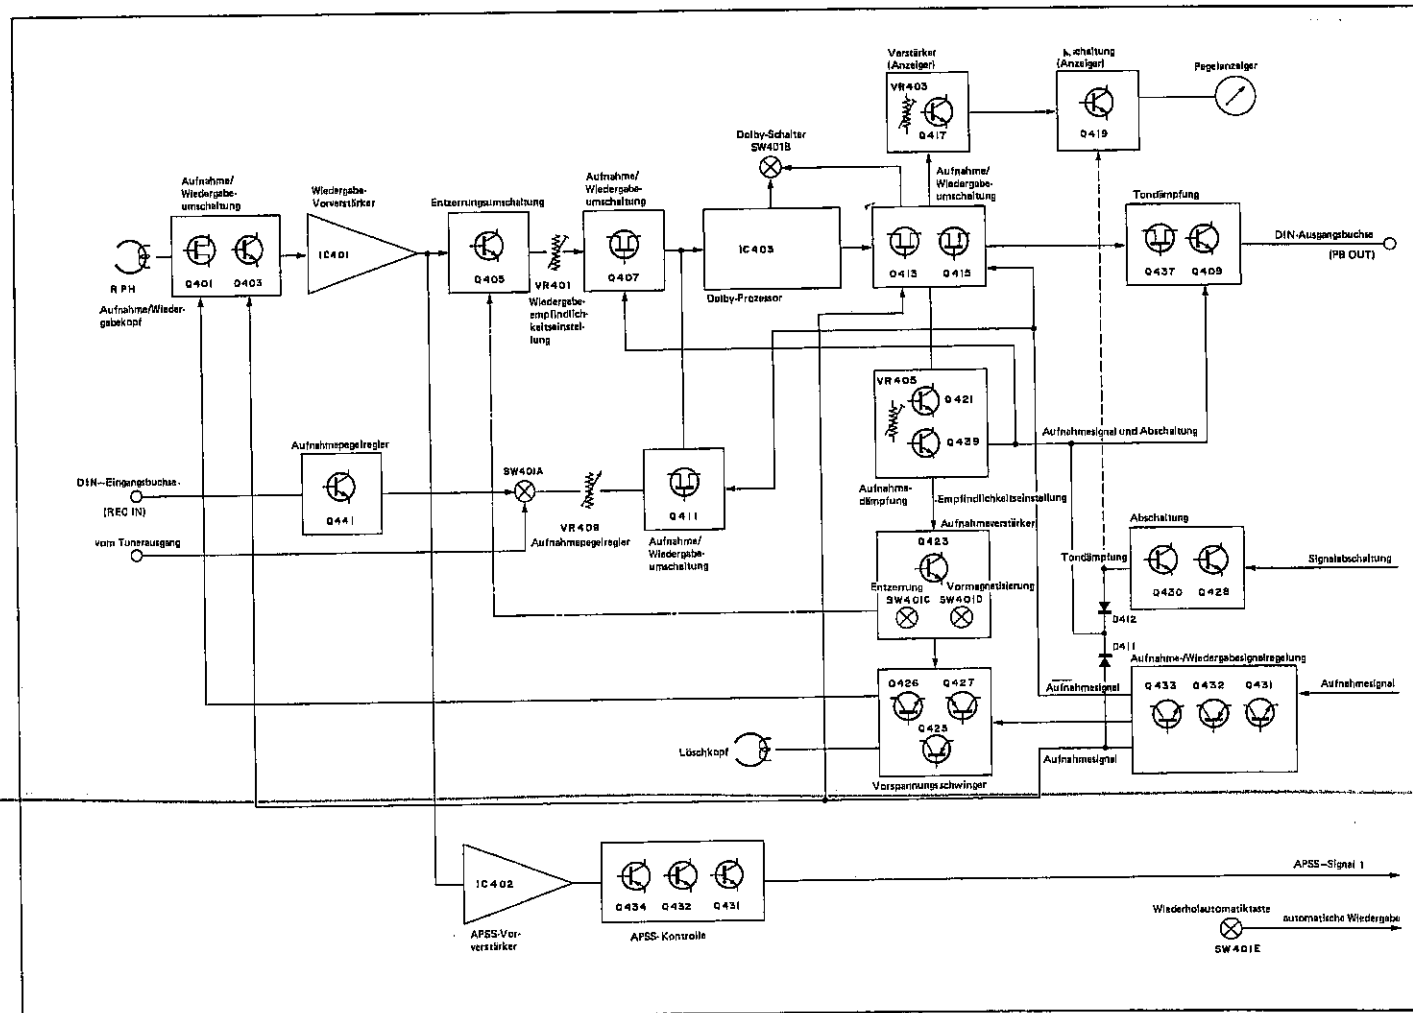 Verstärker
(Anzeiger)
(Anzeiger)
Pegelanzeiger
VR403
Q417
Q419
Dolby-Schalter
SW401B
Aufnahme/
Wiedergabe-
umschaltung
Wiedergabe-
Vorverstärker
Entzerrungsumschaltung
Aufnahme/
Wiedergabe-
umschaltung
Aufnahme/
Wiedergabe-
umschaltung
Tondämpfung
IC401
Q401 Q403
Q405
Q407
IC403
Q413 Q415
Q437 Q409
DIN-Ausgangsbuchse
(PB OUT)
R PH
Aufnahme/Wieder-
gabekopf
VR401
Wiedergabe-
empfindlich-
keitseinstel-
lung
Dolby-Prozessor
VR405
Q421
Q439
Aufnahmesignal und Abschaltung
Aufnahmepegelregler
DIN-Eingangsbuchse
(REC IN)
Q441
SW401A
VR409
Aufnahmepegelregler
Q411
Aufnahme/
Wiedergabe-
umschaltung
vom Tunerausgang
Aufnahme-
dämpfung
Empfindlichkeitseinstellung
Aufnahmeverstärker
Q423
Entzerrung
SW401C
Vormagnetisierung
SW401D
Abschaltung
Tondämpfung
Q430 Q428
Signalabschaltung
D412
D411
Aufnahme-/Wiedergabesignalregelung
Q433 Q432 Q431
Aufnahmesignal
Aufnahmesignal
Aufnahmesignal
Q426 Q427
Q425
Löschkopf
Vorspannungsschwinger
IC402
APSS-Vor-
verstärker
Q434 Q432 Q431
APSS-Kontrolle
APSS-Signal 1
Wiederholautomatiktaste
SW401E
automatische Wiedergabe